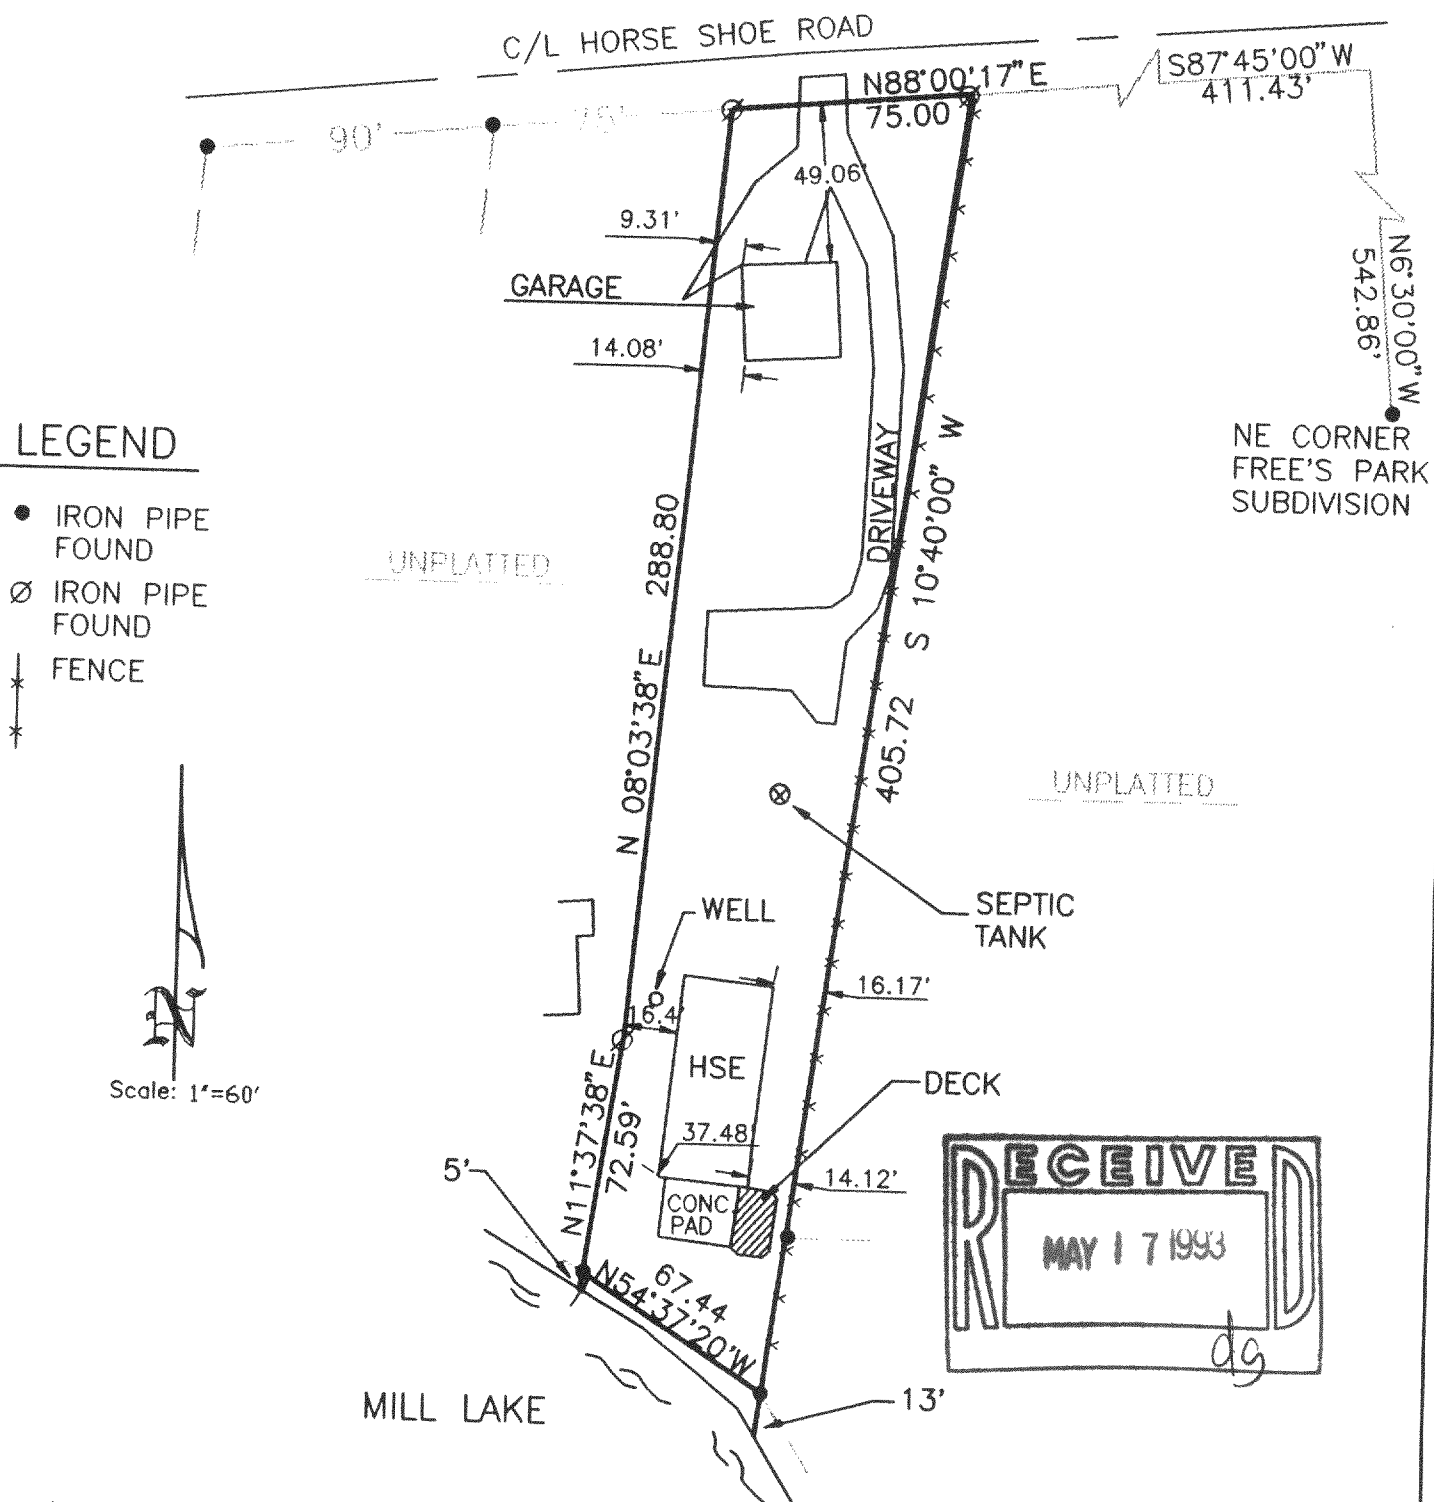 C/L HORSE SHOE ROAD
N88°00'17"E
75.00
S87°45'00"W
411.43'
90'
75'
49.06'
9.31'
GARAGE
14.08'
N6°30'00"W
542.86'
NE CORNER
FREE'S PARK
SUBDIVISION
LEGEND
IRON PIPE
FOUND
IRON PIPE
FOUND
FENCE
UNPLATTED
N 08°03'38"E 288.80
DRIVEWAY
S 10°40'00" W
405.72
UNPLATTED
SEPTIC
TANK
WELL
16.17'
16.4'
HSE
Scale: 1"=60'
DECK
37.48'
N11°37'38"E
72.59'
5'
14.12'
CONC
PAD
67.44
N54°37'20"W
MILL LAKE
13'
RECEIVED
MAY 17 1993
dg